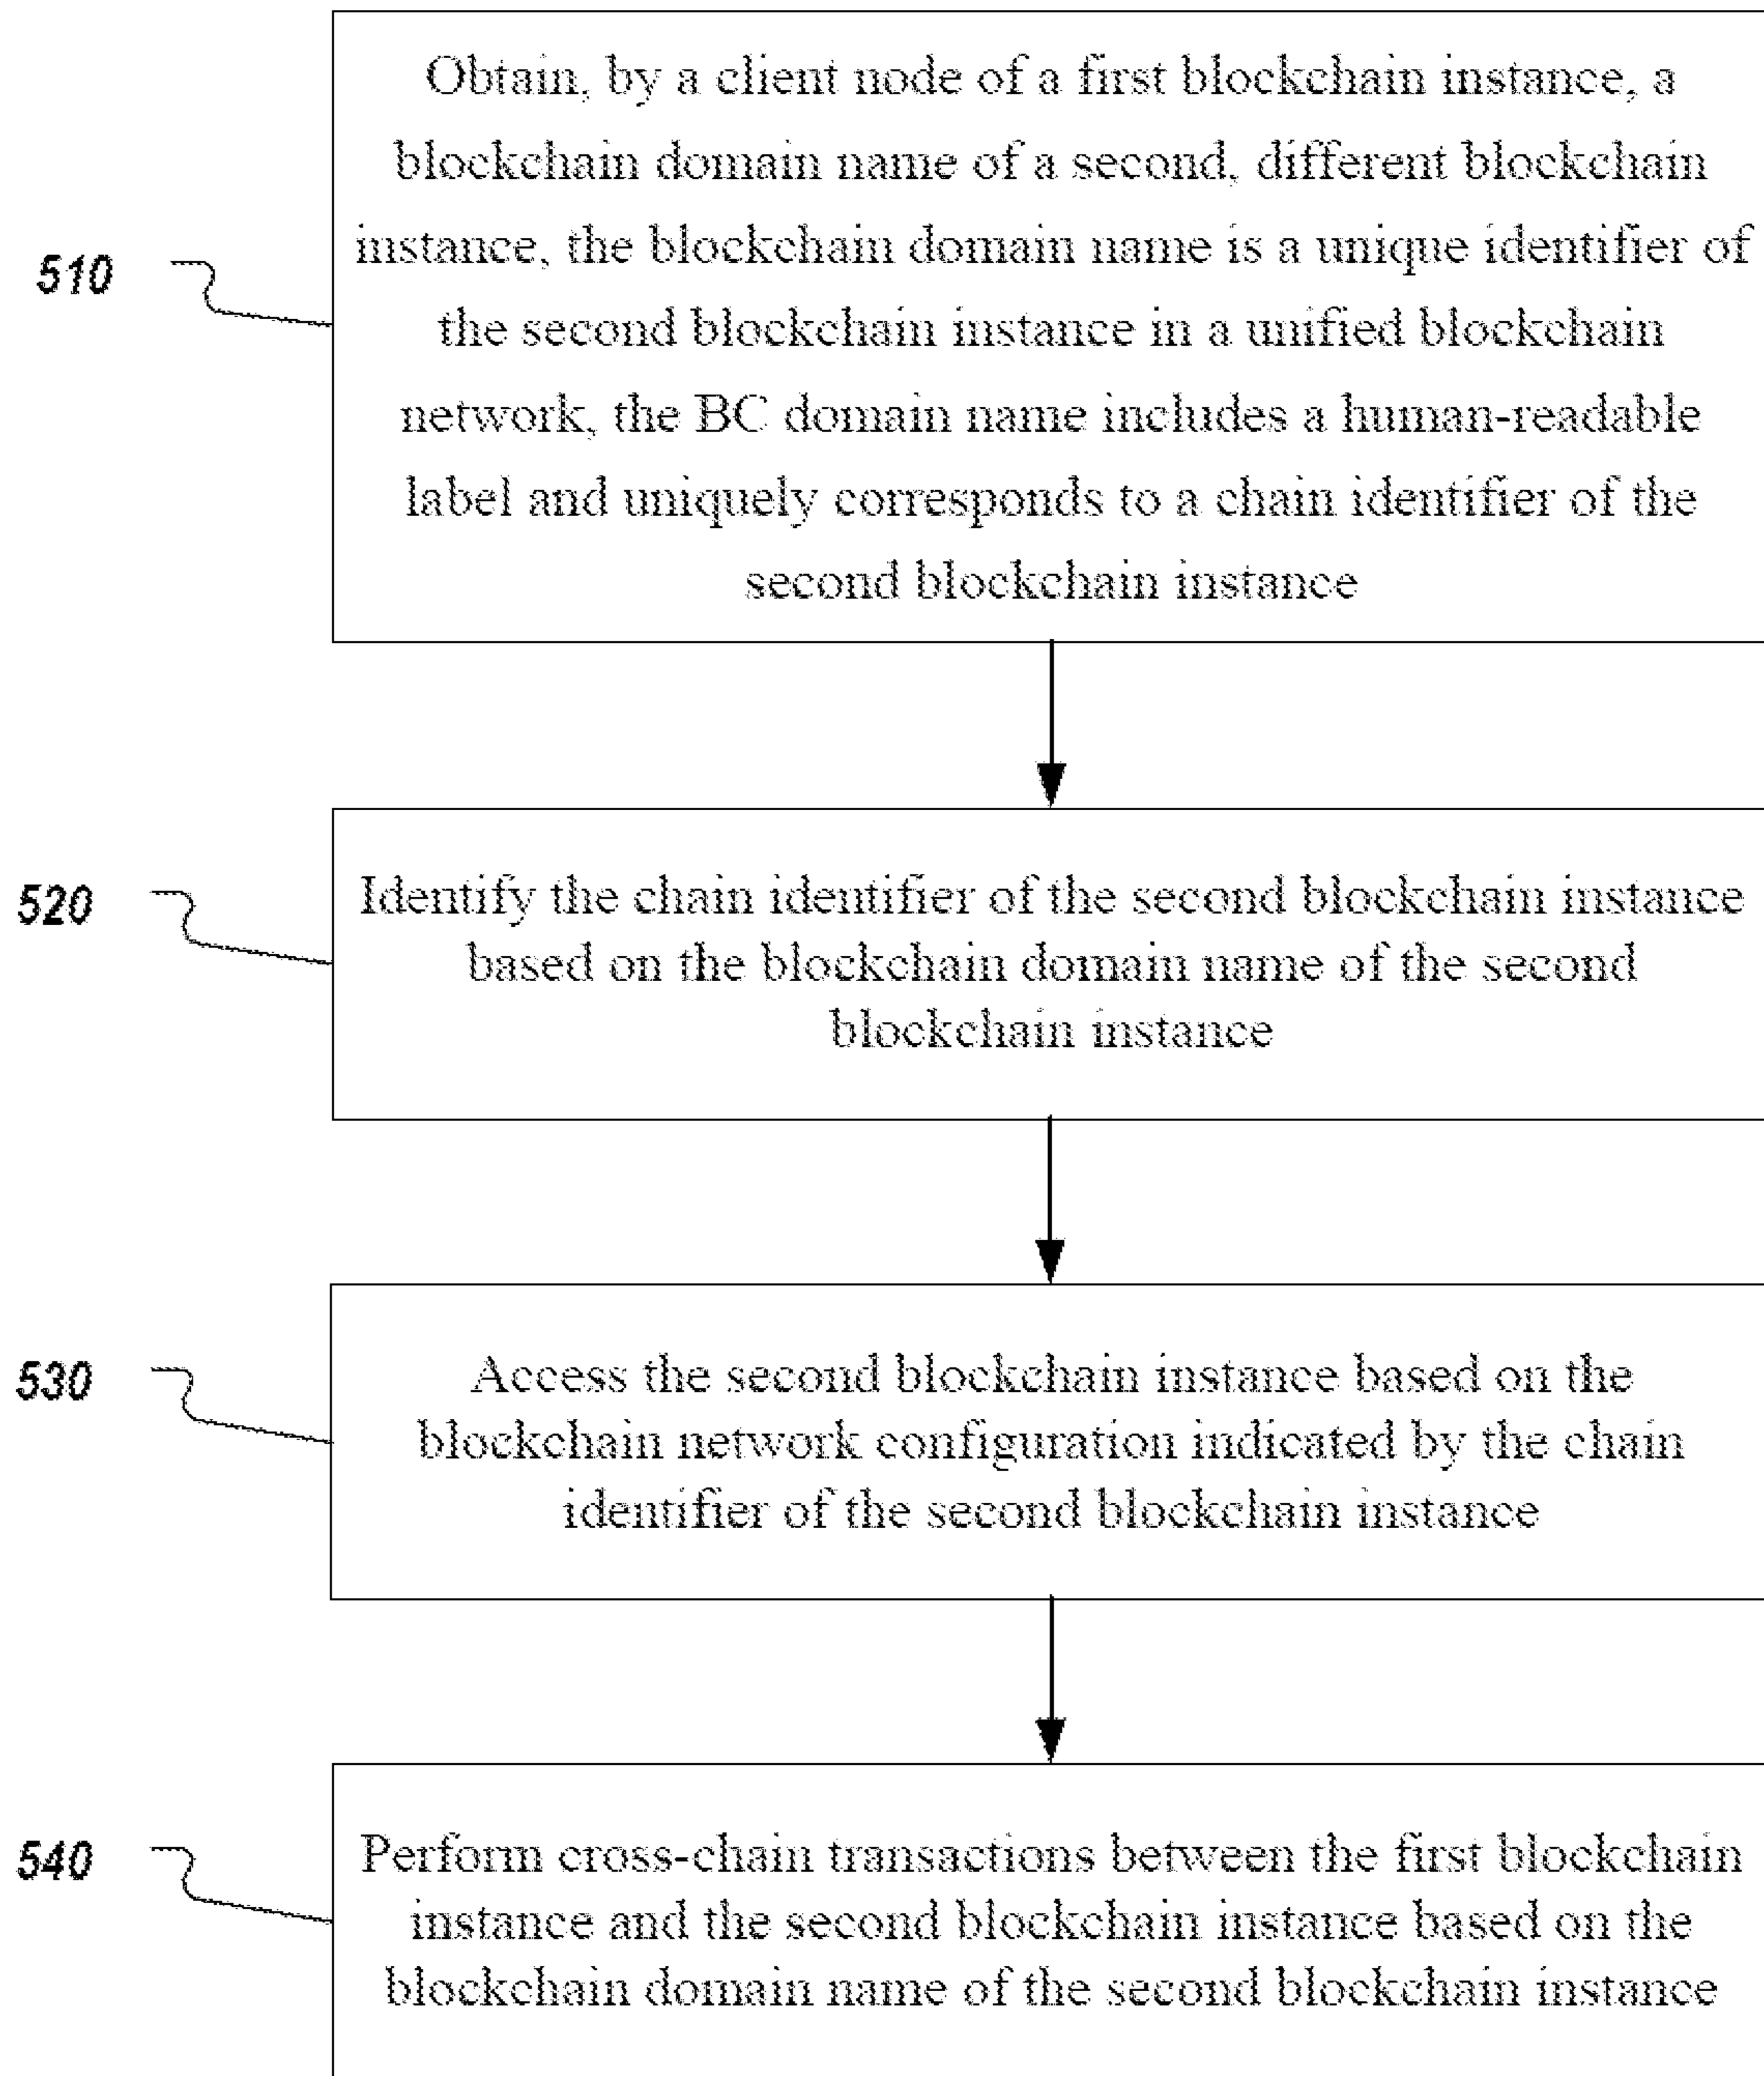 Obtain, by a client node of a first blockchain instance, a
blockchain domain name of a second, different blockchain
instance, the blockchain domain name is a unique identifier of
510
the second blockchain instance in a unified blockchain
network, the BC domain name includes a human-readable
label and uniquely corresponds to a chain identifier of the
second blockchain instance
520
Identify the chain identifier of the second blockchain instance
based on the blockchain domain name of the second
blockchain instance
530
Access the second blockchain instance based on the
blockchain network configuration indicated by the chain
identifier of the second blockchain instance
540
Perform cross-chain transactions between the first blockchain
instance and the second blockchain instance based on the
blockchain domain name of the second blockchain instance